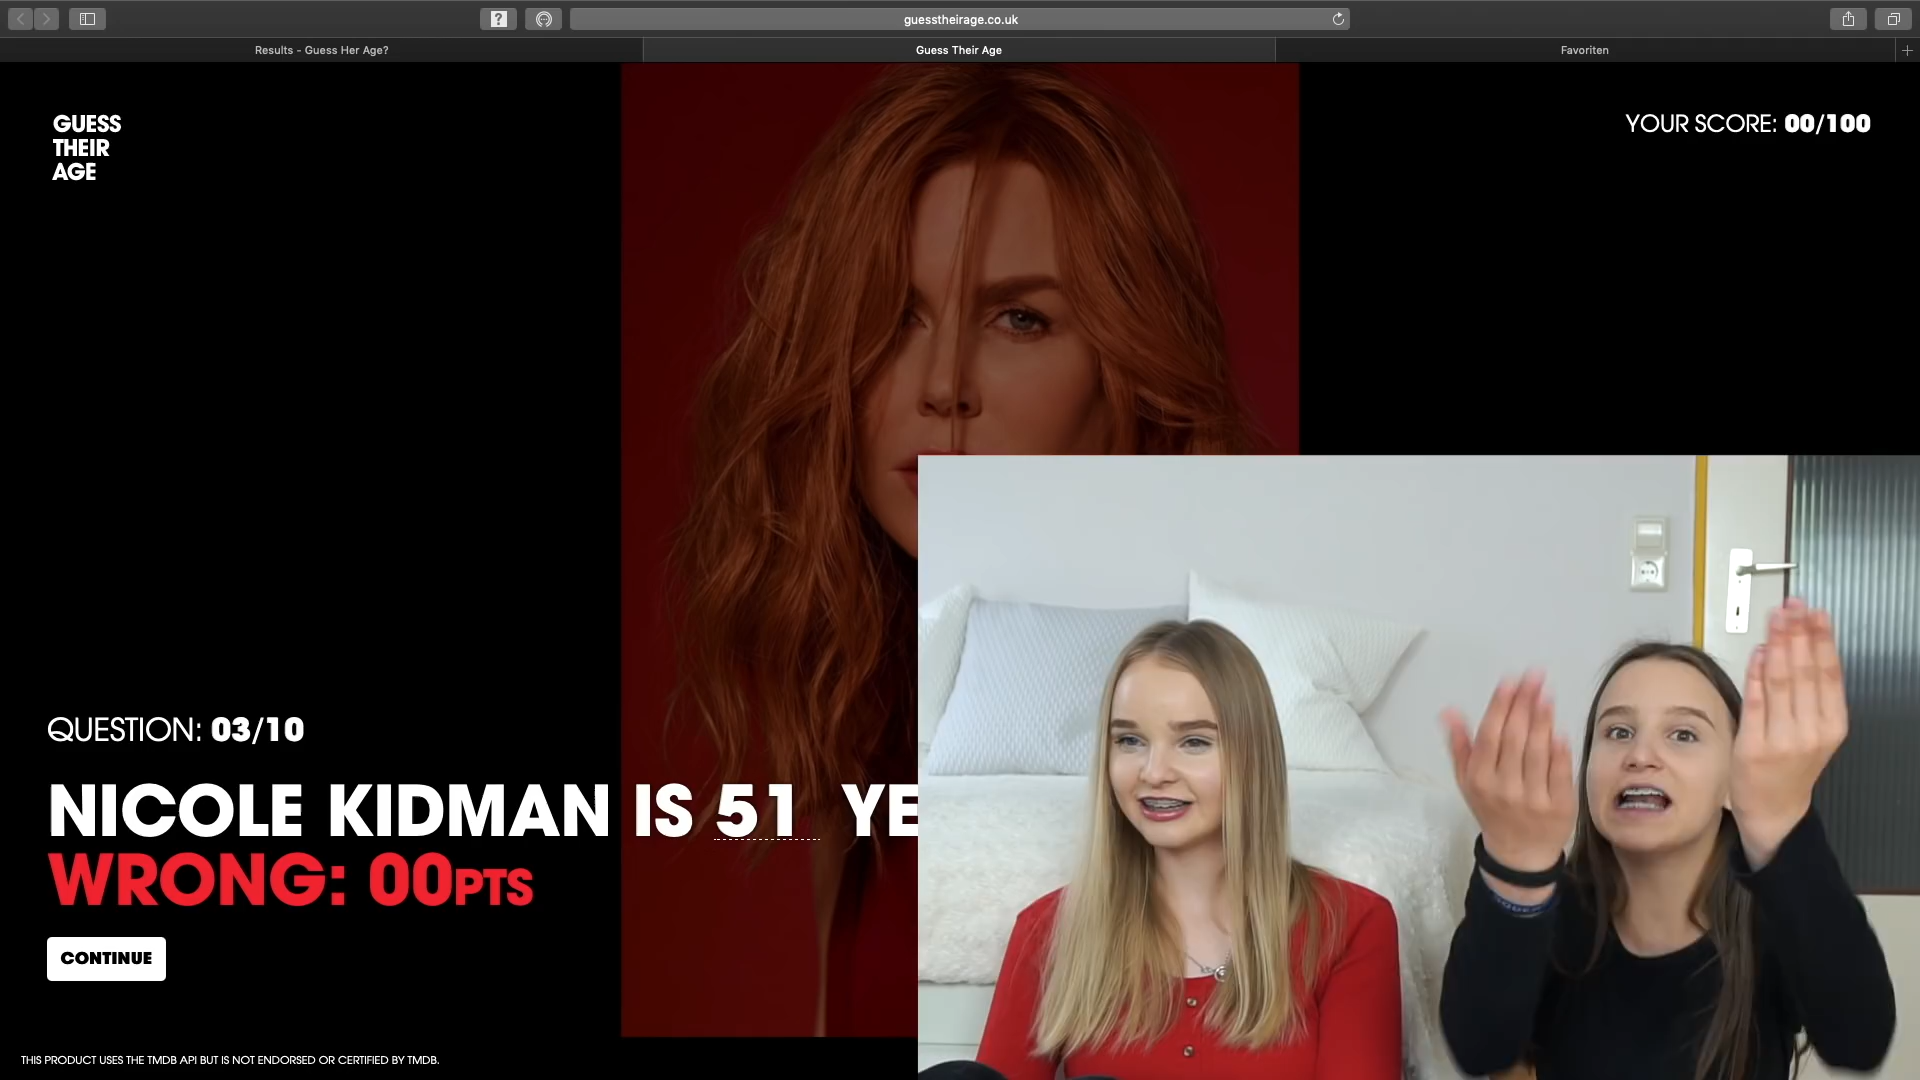 guesstheirage.co.uk
Results - Guess Her Age?
Guess Their Age
Favoriten
GUESS
THEIR
AGE
YOUR SCORE: 00/100
QUESTION: 03/10
NICOLE KIDMAN IS 51 YE
WRONG: 00PTS
CONTINUE
THIS PRODUCT USES THE TMDB API BUT IS NOT ENDORSED OR CERTIFIED BY TMDB.